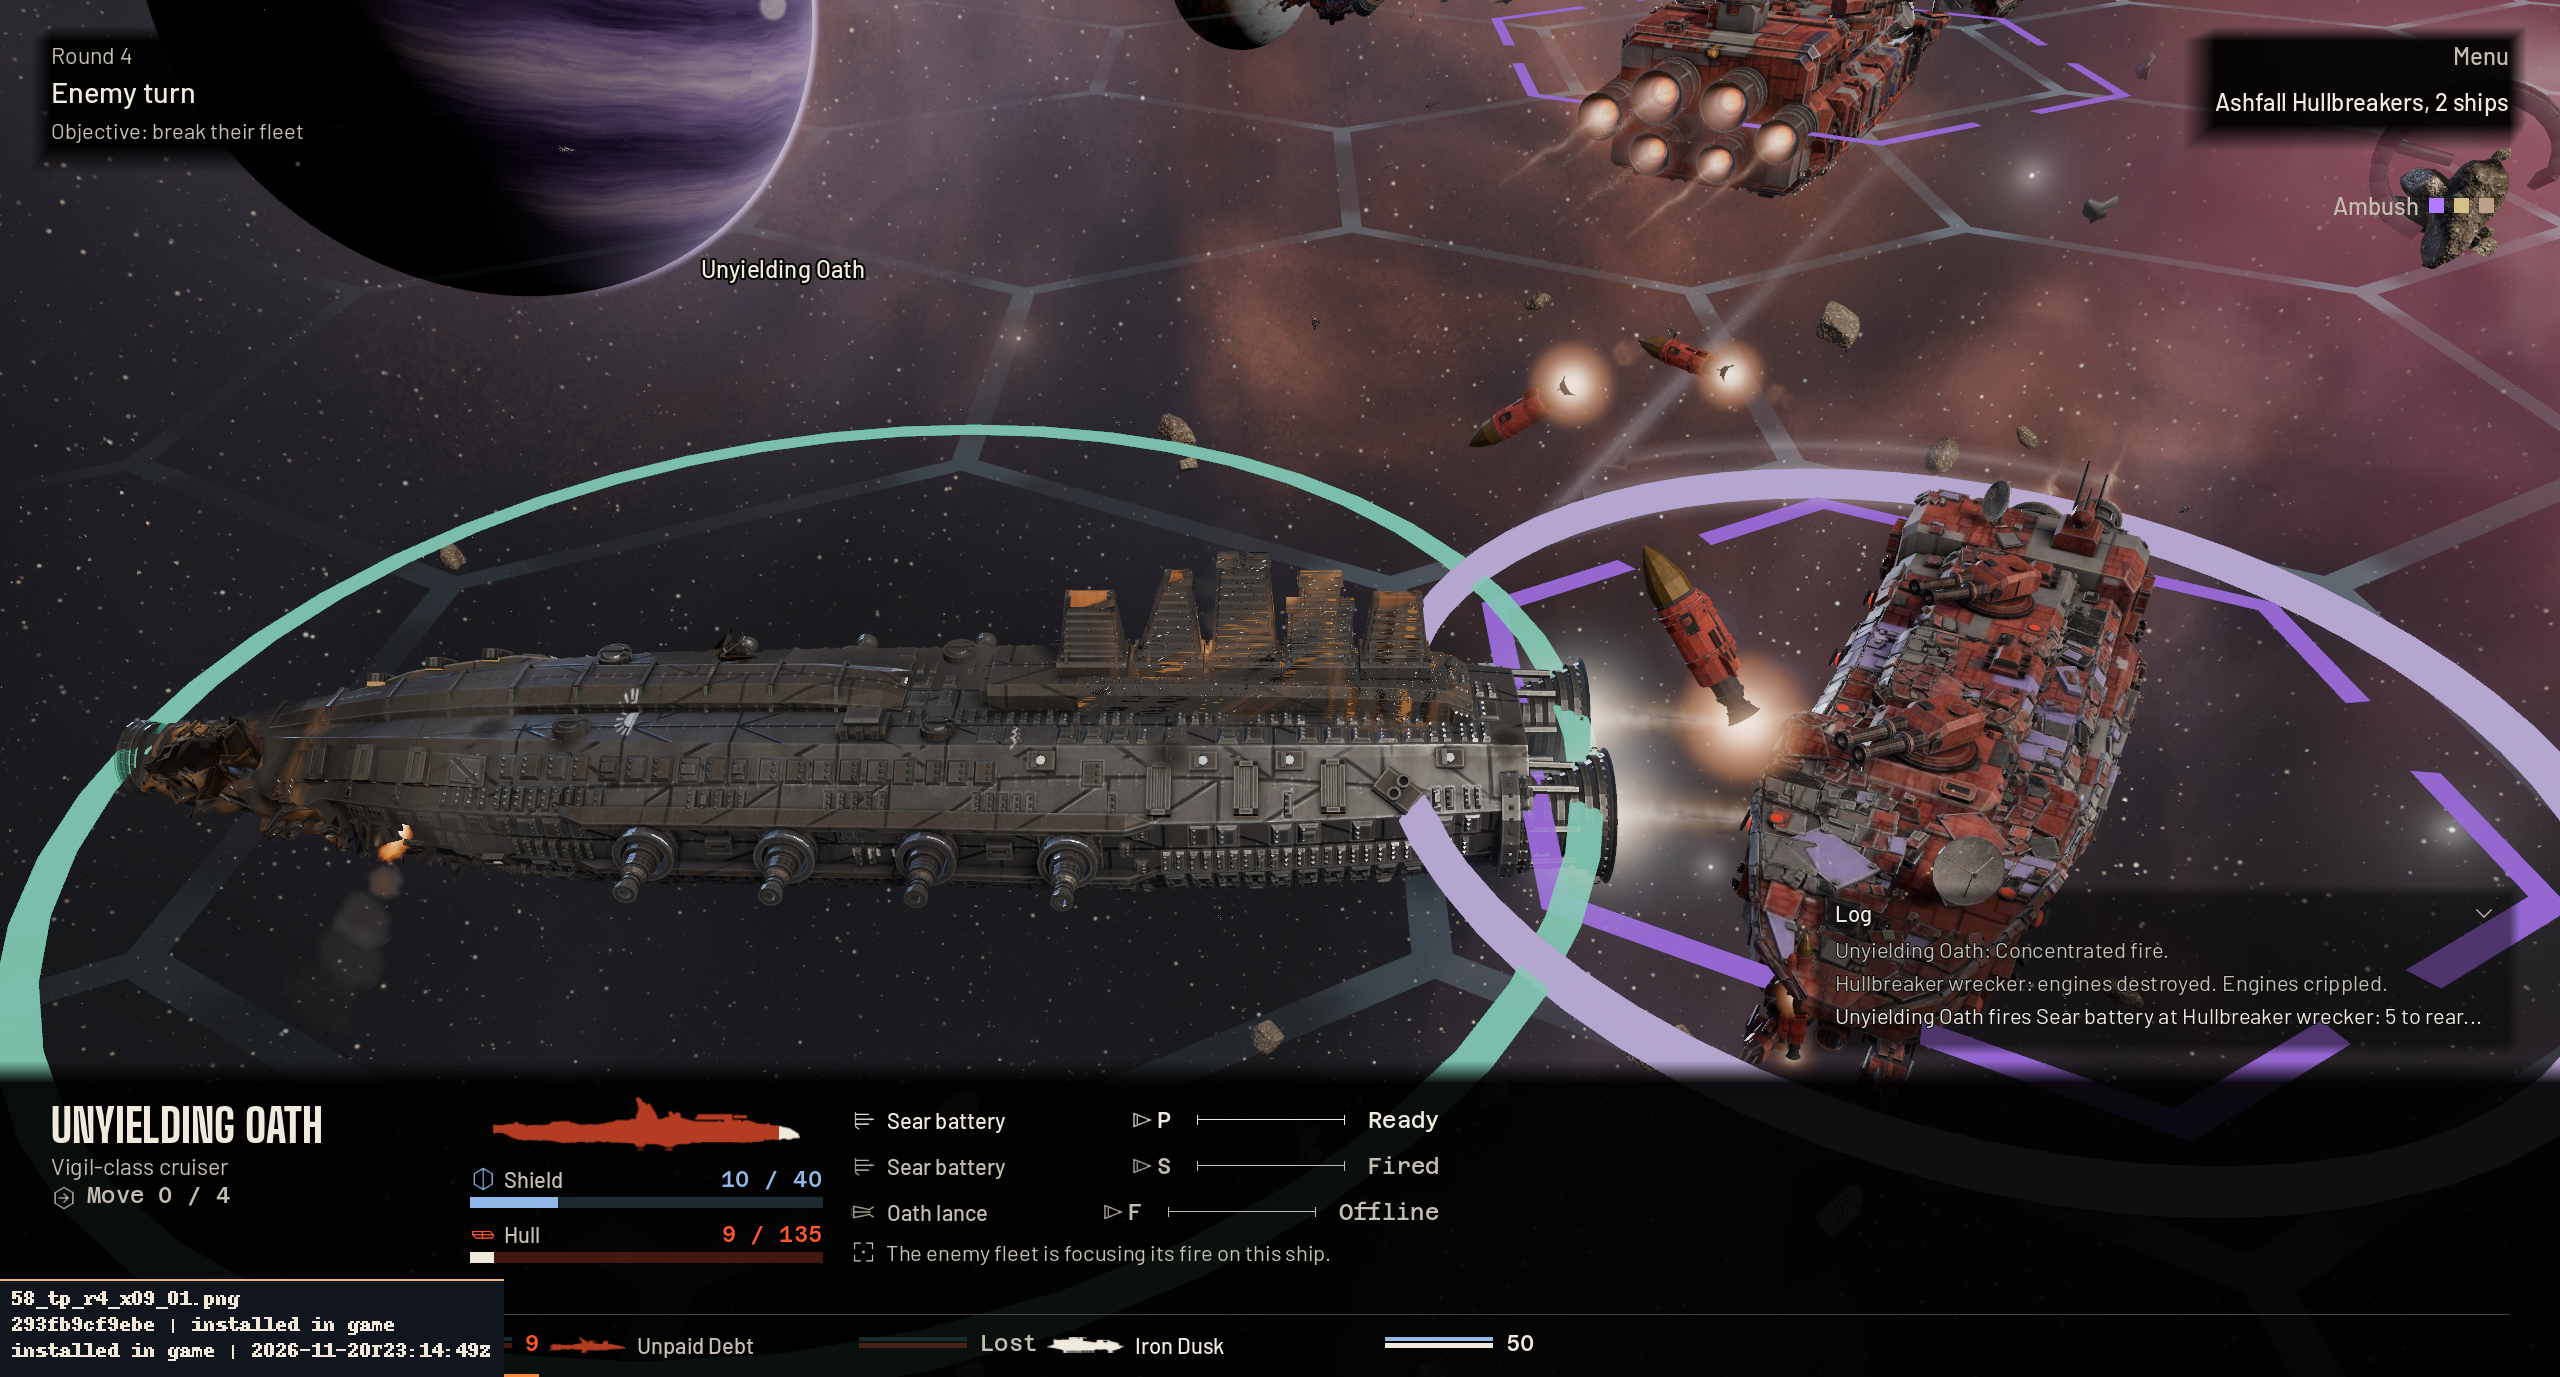 Round 4
Enemy turn
Objective: break their fleet
Menu
Ashfall Hullbreakers, 2 ships
Ambush
Unyielding Oath
Log
Unyielding Oath: Concentrated fire.
Hullbreaker wrecker: engines destroyed. Engines crippled.
Unyielding Oath fires Sear battery at Hullbreaker wrecker: 5 to rear...
UNYIELDING OATH
Vigil-class cruiser
Move 0 / 4
Shield 10 / 40
Hull 9 / 135
Sear battery P Ready
Sear battery S Fired
Oath lance F Offline
The enemy fleet is focusing its fire on this ship.
58_tp_r4_x09_01.png
293fb9cf9ebe | installed in game
installed in game | 2026-11-20T23:14:49Z
9 Unpaid Debt Lost Iron Dusk 50